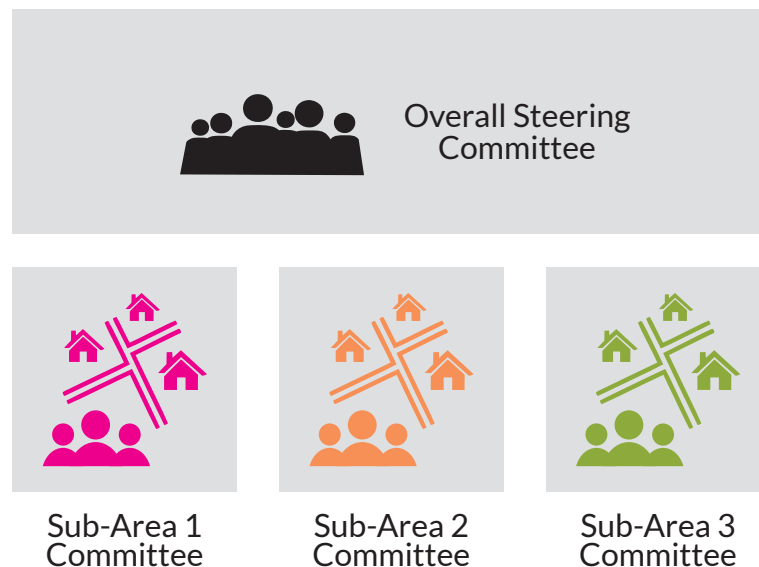 Overall Steering
Committee
Sub-Area 1
Committee
Sub-Area 2
Committee
Sub-Area 3
Committee